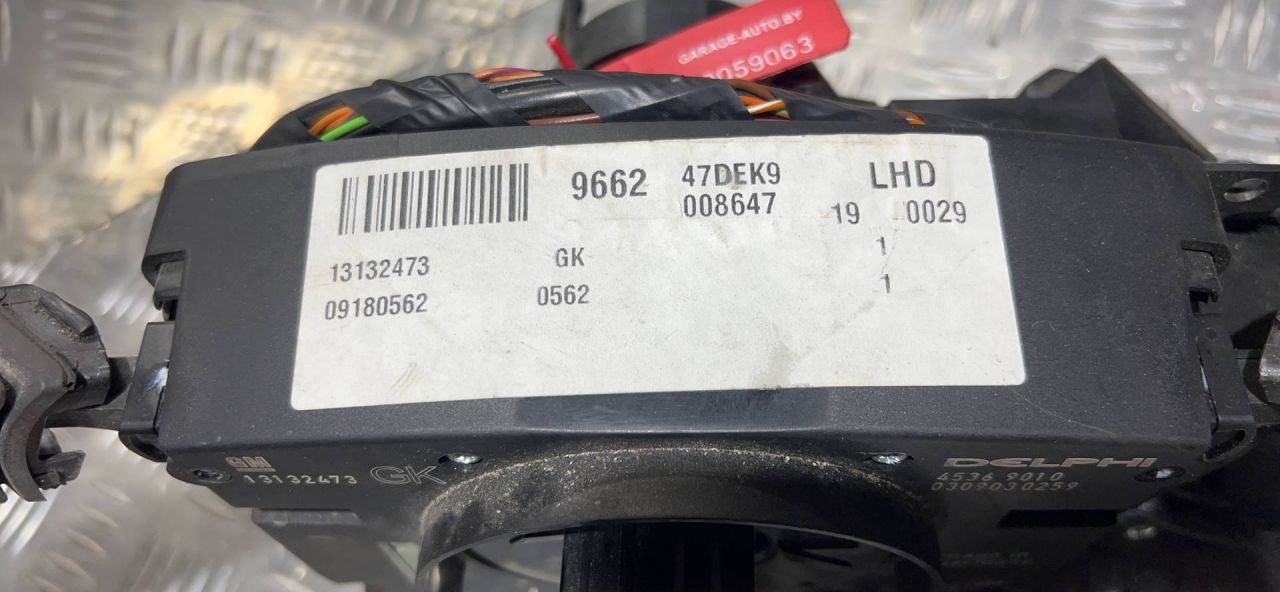 GARAGE-AUTO.BY
059063
9662 47DEK9 LHD
008647 19 0029
13132473 GK 1
09180562 0562 1
GM
13132473 GK
DELPHI
4536 9010
0309030259